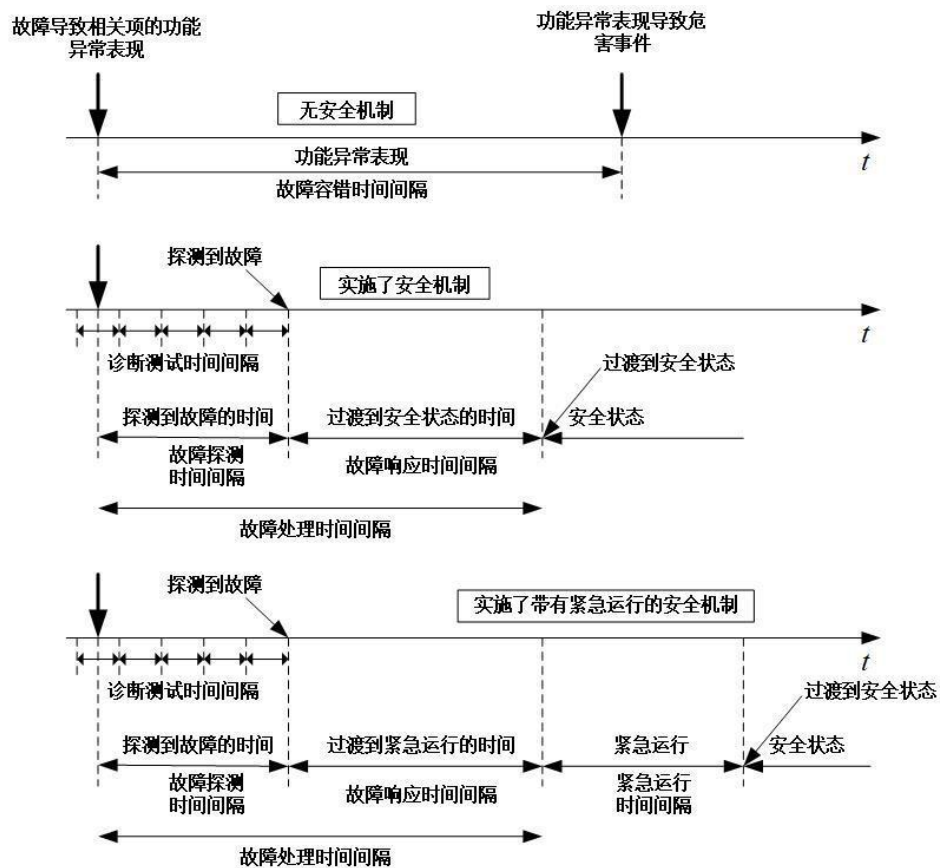 故障导致相关项的功能
异常表现
功能异常表现导致危
害事件
无安全机制
t
功能异常表现
故障容错时间间隔
探测到故障
实施了安全机制
t
诊断测试时间间隔
过渡到安全状态
探测到故障的时间
过渡到安全状态的时间
安全状态
故障探测
时间间隔
故障响应时间间隔
故障处理时间间隔
探测到故障
实施了带有紧急运行的安全机制
t
诊断测试时间间隔
过渡到安全状态
探测到故障的时间
过渡到紧急运行的时间
紧急运行
安全状态
故障探测
时间间隔
故障响应时间间隔
紧急运行
时间间隔
故障处理时间间隔